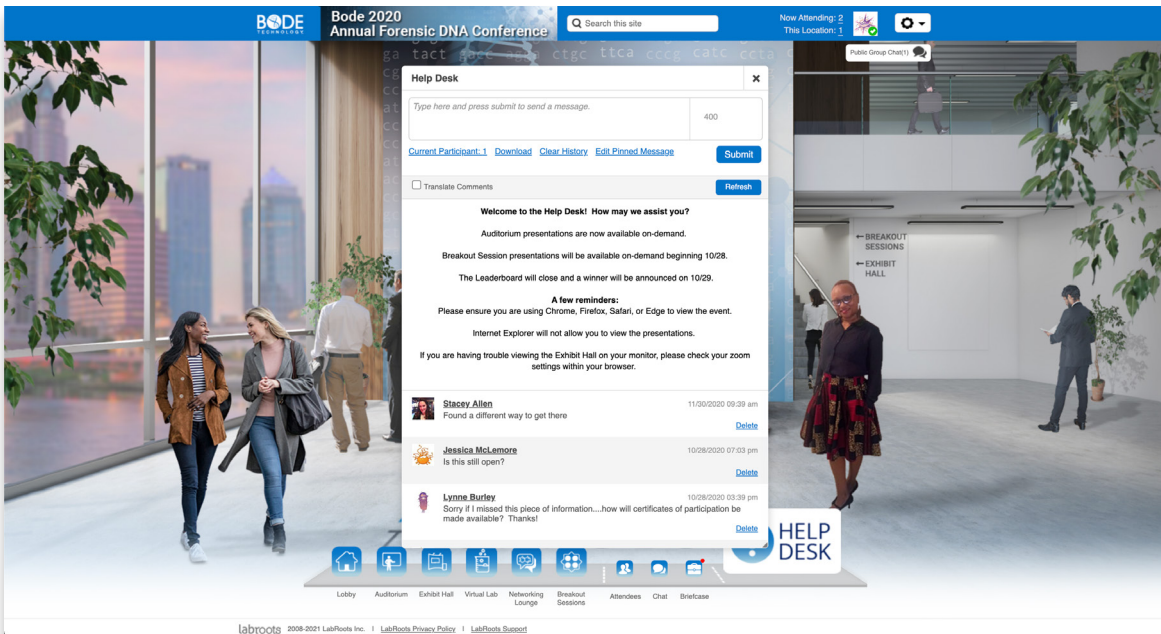 BODE
TECHNOLOGY
Bode 2020
Annual Forensic DNA Conference
Search this site
Now Attending: 2
This Location: 1
Public Group Chat(1)
tact
ctgc ttca cccg catc ccta
Help Desk
Type here and press submit to send a message.
400
Current Participant: 1 Download Clear History Edit Pinned Message
Submit
Translate Comments
Refresh
Welcome to the Help Desk! How may we assist you?
Auditorium presentations are now available on-demand.
Breakout Session presentations will be available on-demand beginning 10/28.
The Leaderboard will close and a winner will be announced on 10/29.
A few reminders:
Please ensure you are using Chrome, Firefox, Safari, or Edge to view the event.
Internet Explorer will not allow you to view the presentations.
If you are having trouble viewing the Exhibit Hall on your monitor, please check your zoom
settings within your browser.
←BREAKOUT
SESSIONS
←EXHIBIT
HALL
Stacey Allen
11/30/2020 09:39 am
Found a different way to get there
Delete
Jessica McLemore
10/28/2020 07:03 pm
Is this still open?
Delete
Lynne Burley
10/28/2020 03:39 pm
Sorry if I missed this piece of information....how will certificates of participation be
made available? Thanks!
Delete
HELP
DESK
Lobby
Auditorium
Exhibit Hall
Virtual Lab
Networking
Lounge
Breakout
Sessions
Attendees
Chat
Briefcase
labroots 2008-2021 LabRoots Inc. | LabRoots Privacy Policy | LabRoots Support